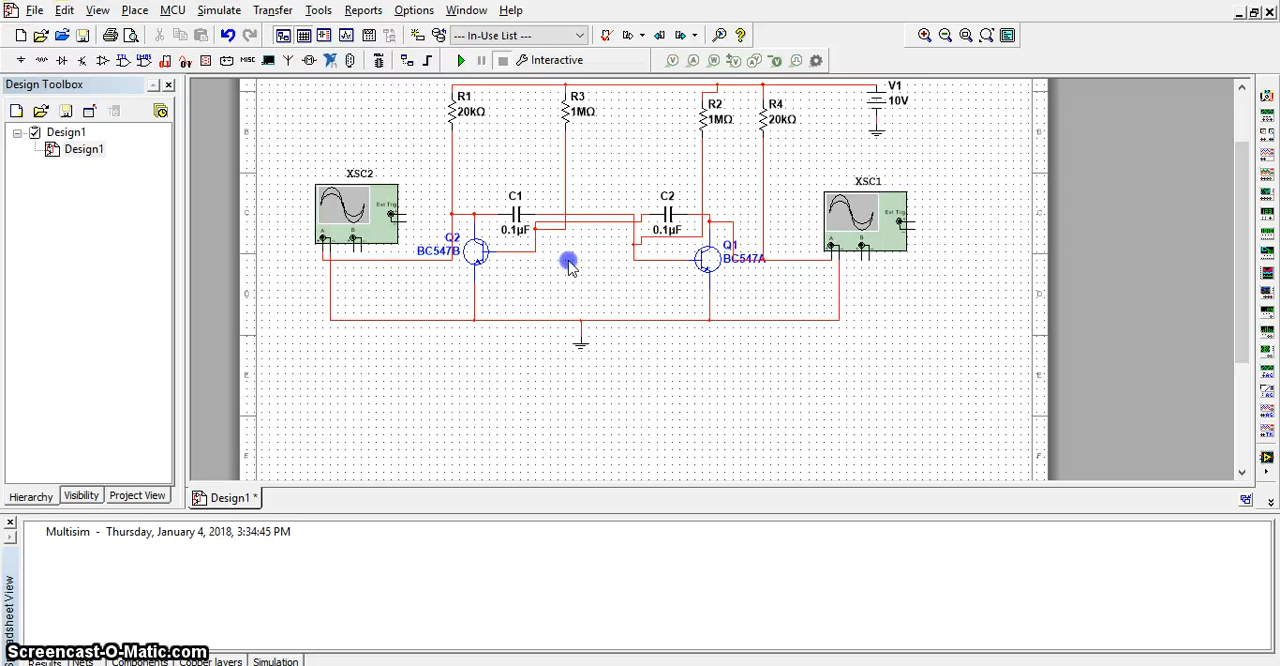 File Edit View Place MCU Simulate Transfer Tools Reports Options Window Help
--- In-Use List ---
MISC
Interactive
Design Toolbox
Design1
Design1
Hierarchy Visibility Project View
R1
20kΩ
R3
1MΩ
R2
1MΩ
R4
20kΩ
V1
10V
XSC2
Ext Trig
A B
C1
0.1µF
C2
0.1µF
XSC1
Ext Trig
A B
Q2
BC547B
Q1
BC547A
B
C
D
E
F
B
C
D
E
F
Design1 *
Multisim - Thursday, January 4, 2018, 3:34:45 PM
Screencast-O-Matic.com
Results Nets Components Copper layers Simulation